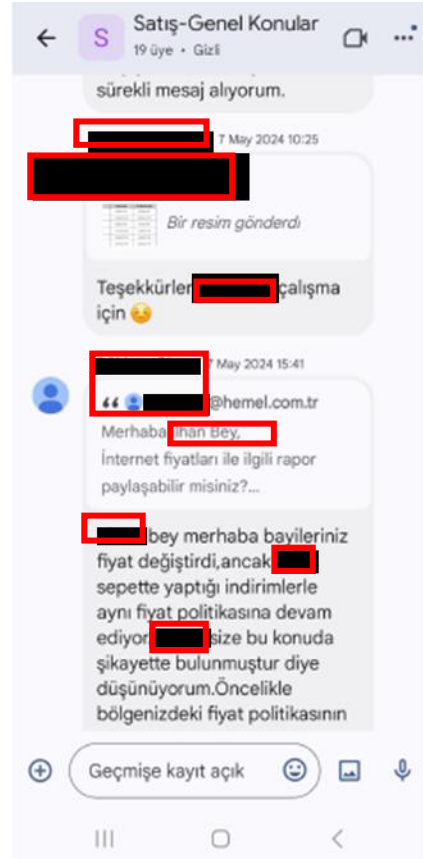 S
Satış-Genel Konular
19 üye • Gizli
sürekli mesaj alıyorum.
7 May 2024 10:25
Bir resim gönderdi
Teşekkürler çalışma
için
7 May 2024 15:41
@hemel.com.tr
Merhaba İlhan Bey,
İnternet fiyatları ile ilgili rapor
paylaşabilir misiniz?...
bey merhaba bayileriniz
fiyat değiştirdi,ancak
sepette yaptığı indirimlerle
aynı fiyat politikasına devam
ediyor. size bu konuda
şikayette bulunmuştur diye
düşünüyorum.Öncelikle
bölgenizdeki fiyat politikasının
Geçmişe kayıt açık